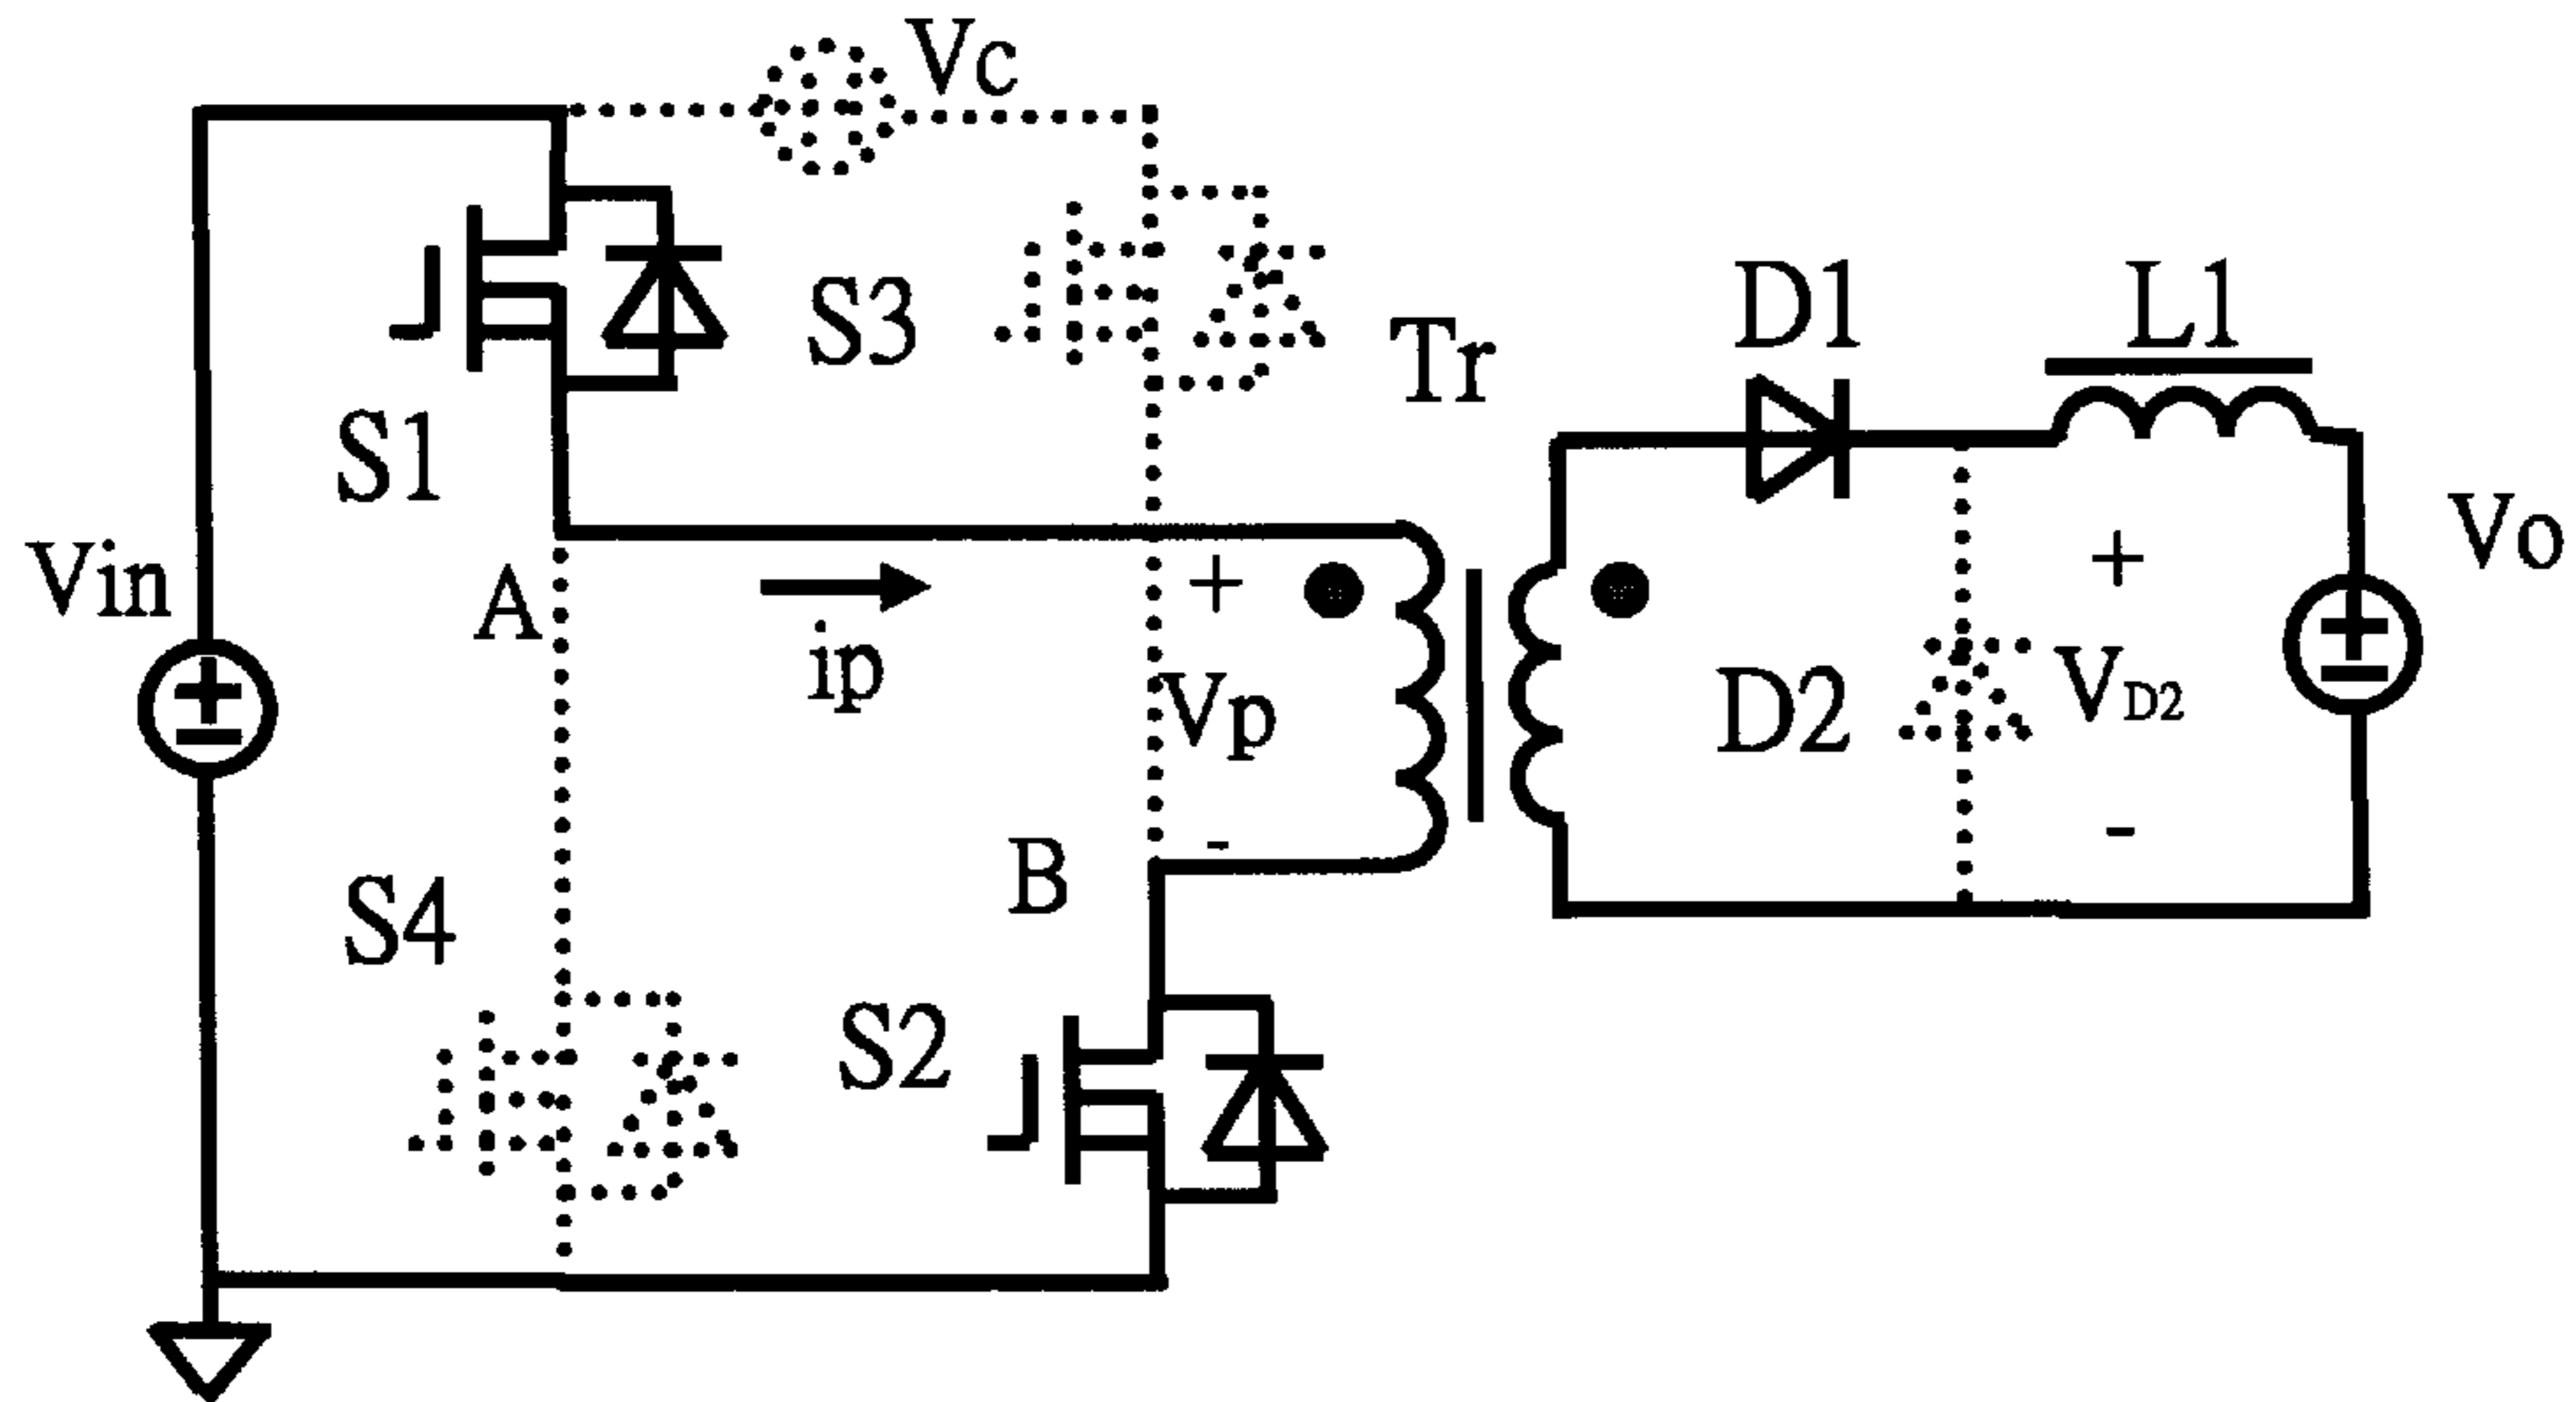 Vc
S3
D1
L1
Tr
S1
Vin
Vo
A
+
+
ip
Vp
D2
VD2
-
-
B
S4
S2